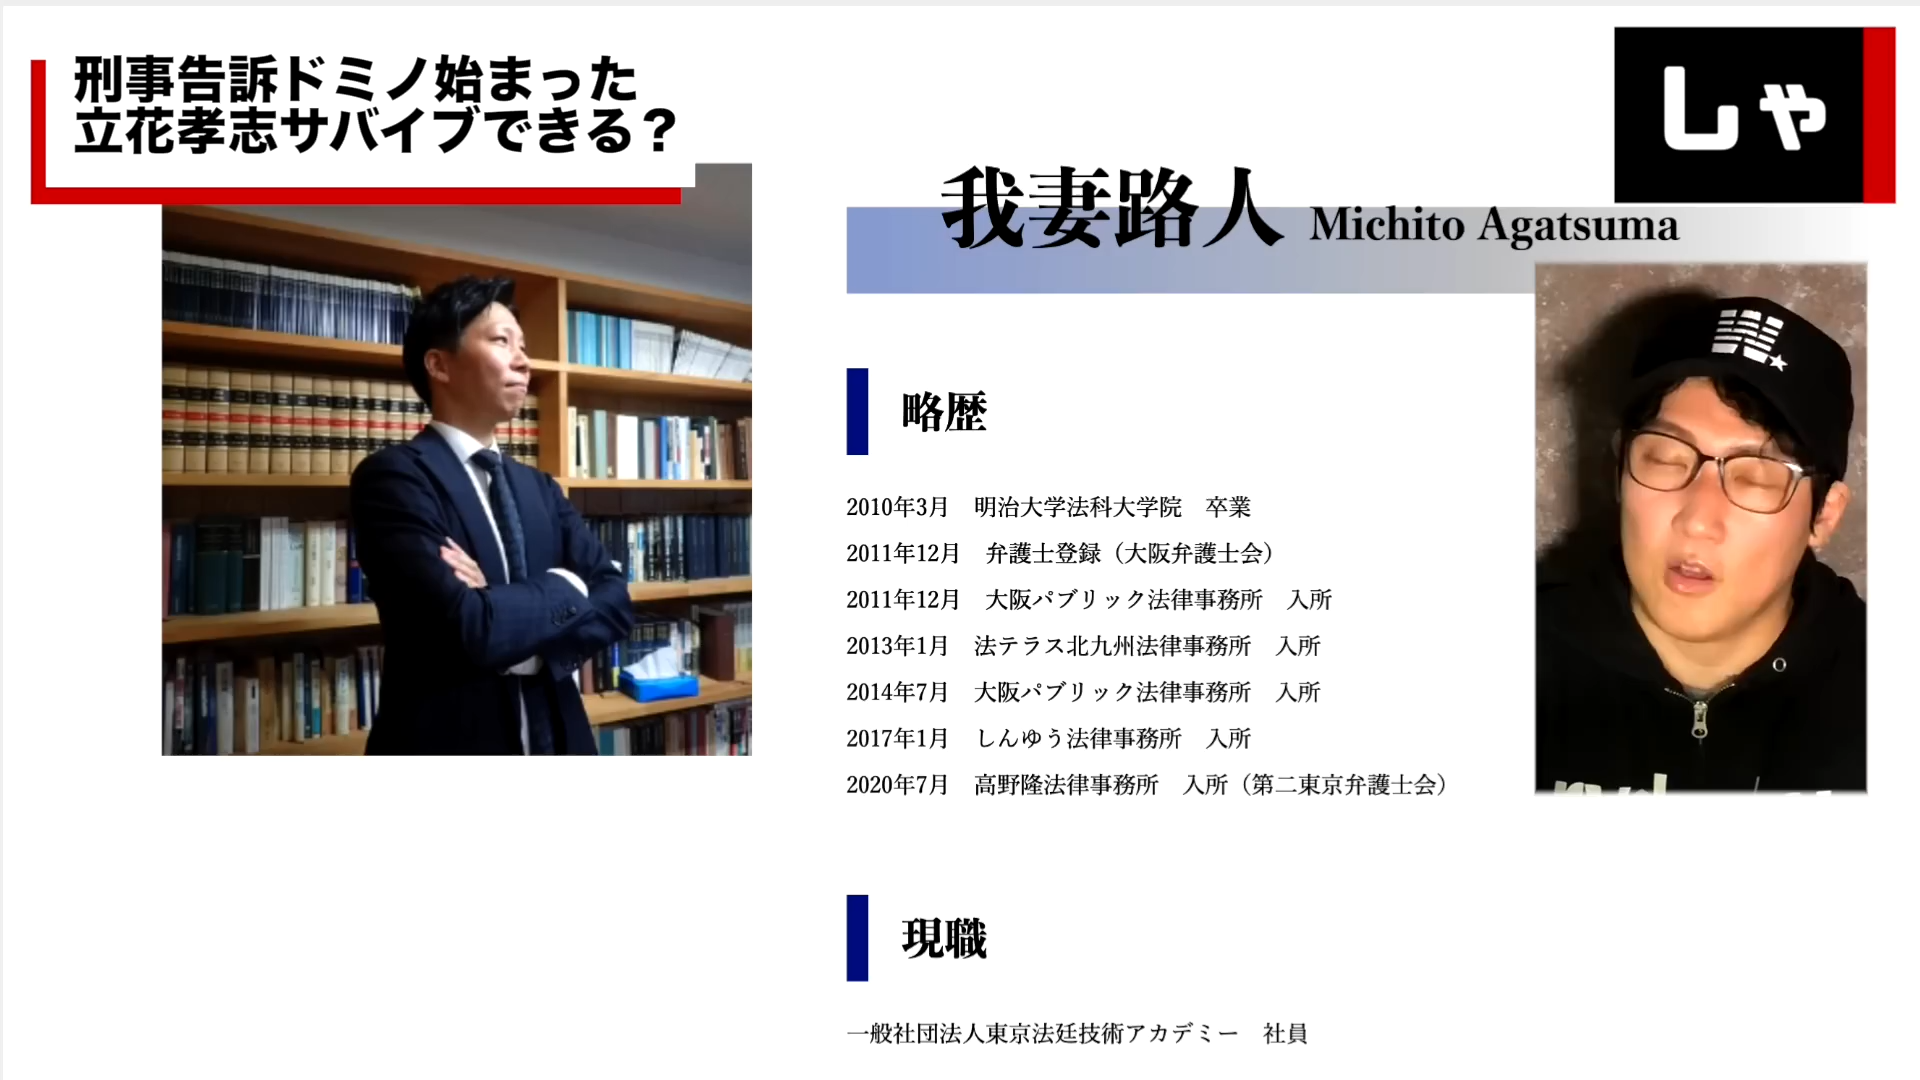 刑事告訴ドミノ始まった
立花孝志サバイブできる？
しゃ
我妻路人 Michito Agatsuma
略歴
2010年3月　明治大学法科大学院　卒業
2011年12月　弁護士登録（大阪弁護士会）
2011年12月　大阪パブリック法律事務所　入所
2013年1月　法テラス北九州法律事務所　入所
2014年7月　大阪パブリック法律事務所　入所
2017年1月　しんゆう法律事務所　入所
2020年7月　高野隆法律事務所　入所（第二東京弁護士会）
現職
一般社団法人東京法廷技術アカデミー　社員